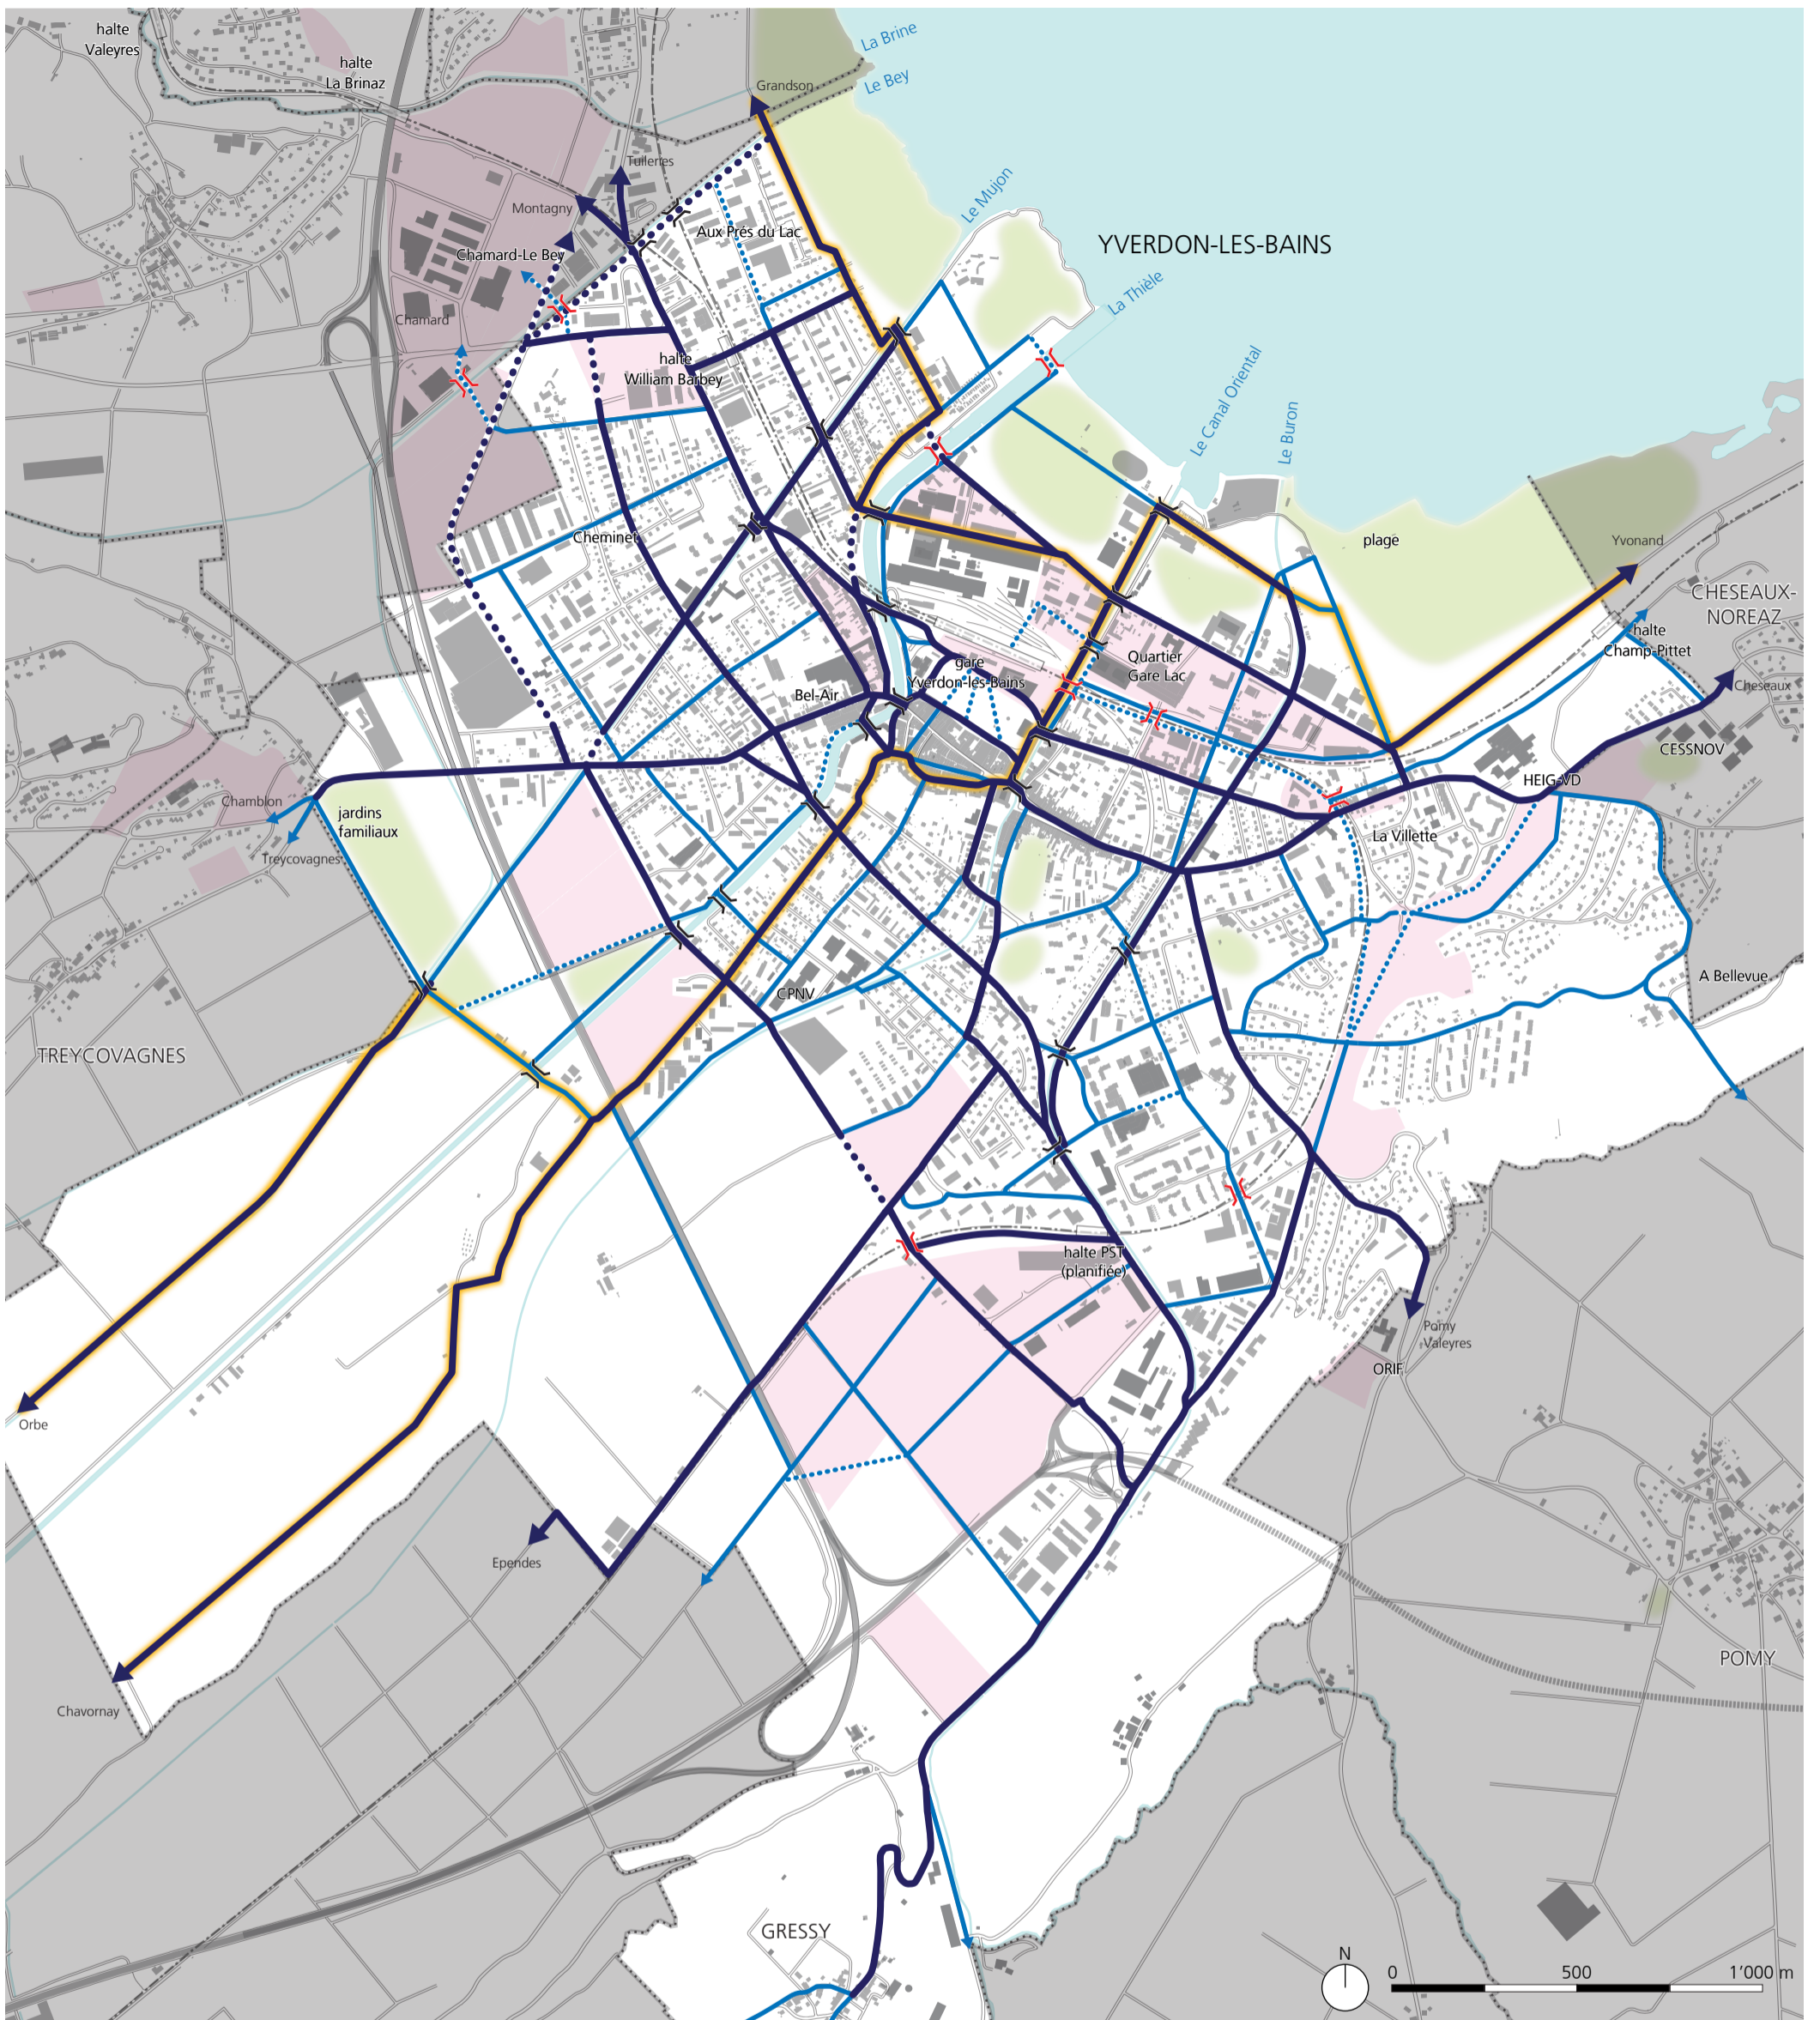 halte
Valeyres
La Brine
halte
La Brinaz
Le Bey
Grandson
Tuileries
Le Mujon
Montagny
Aux Prés du Lac
YVERDON-LES-BAINS
Chamard-Le Bey
La Thièle
Chamard
halte
William Barbey
Le Canal Oriental
Le Buron
Cheminet
plage
Yvonand
CHESEAUX-
NOREAZ
halte
Champ-Pittet
gare
Yverdon-les-Bains
Quartier
Gare Lac
Bel-Air
Cheseaux
CESSNOV
HEIG-VD
Chamblon
jardins
familiaux
La Villette
Treycovagnes
A Bellevue
CPNV
TREYCOVAGNES
halte PST
(planifiée)
Pomy
Valeyres
ORIF
Orbe
Ependes
POMY
Chavornay
GRESSY
N
0 500 1'000 m